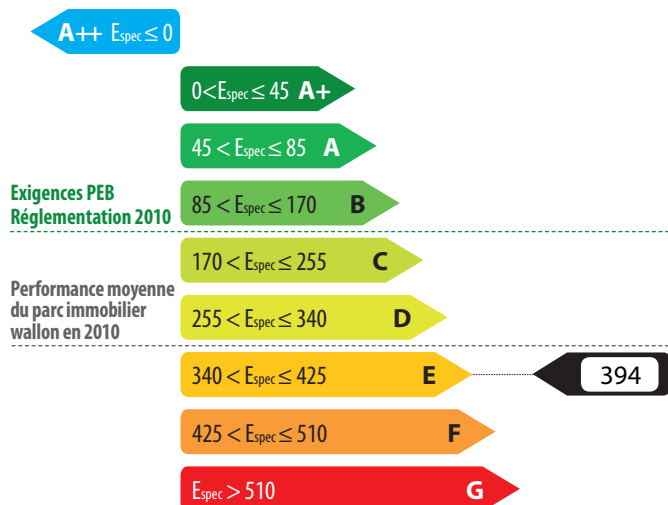 A++ Espec ≤ 0
0<Espec ≤ 45 A+
45 < Espec ≤ 85 A
Exigences PEB
Réglementation 2010
85 < Espec ≤ 170 B
170 < Espec ≤ 255 C
Performance moyenne
du parc immobilier
wallon en 2010
255 < Espec ≤ 340 D
340 < Espec ≤ 425 E
394
425 < Espec ≤ 510 F
Espec > 510 G